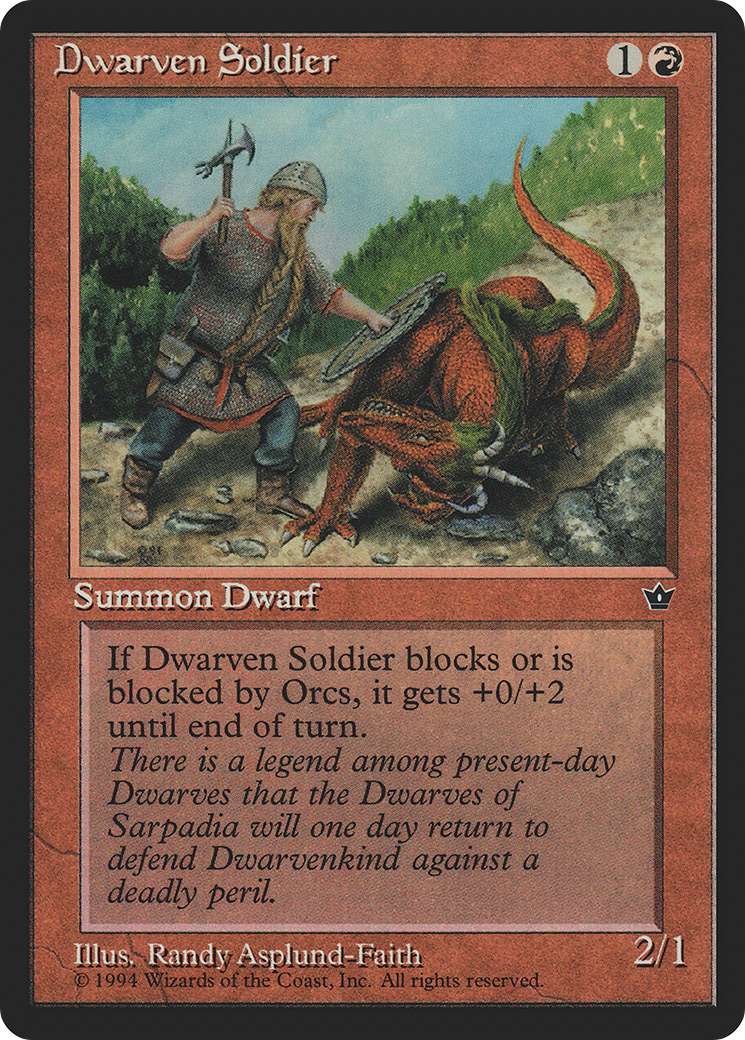 Dwarven Soldier
1
Summon Dwarf
If Dwarven Soldier blocks or is
blocked by Orcs, it gets +0/+2
until end of turn.
There is a legend among present-day
Dwarves that the Dwarves of
Sarpadia will one day return to
defend Dwarvenkind against a
deadly peril.
Illus. Randy Asplund-Faith
2/1
© 1994 Wizards of the Coast, Inc. All rights reserved.